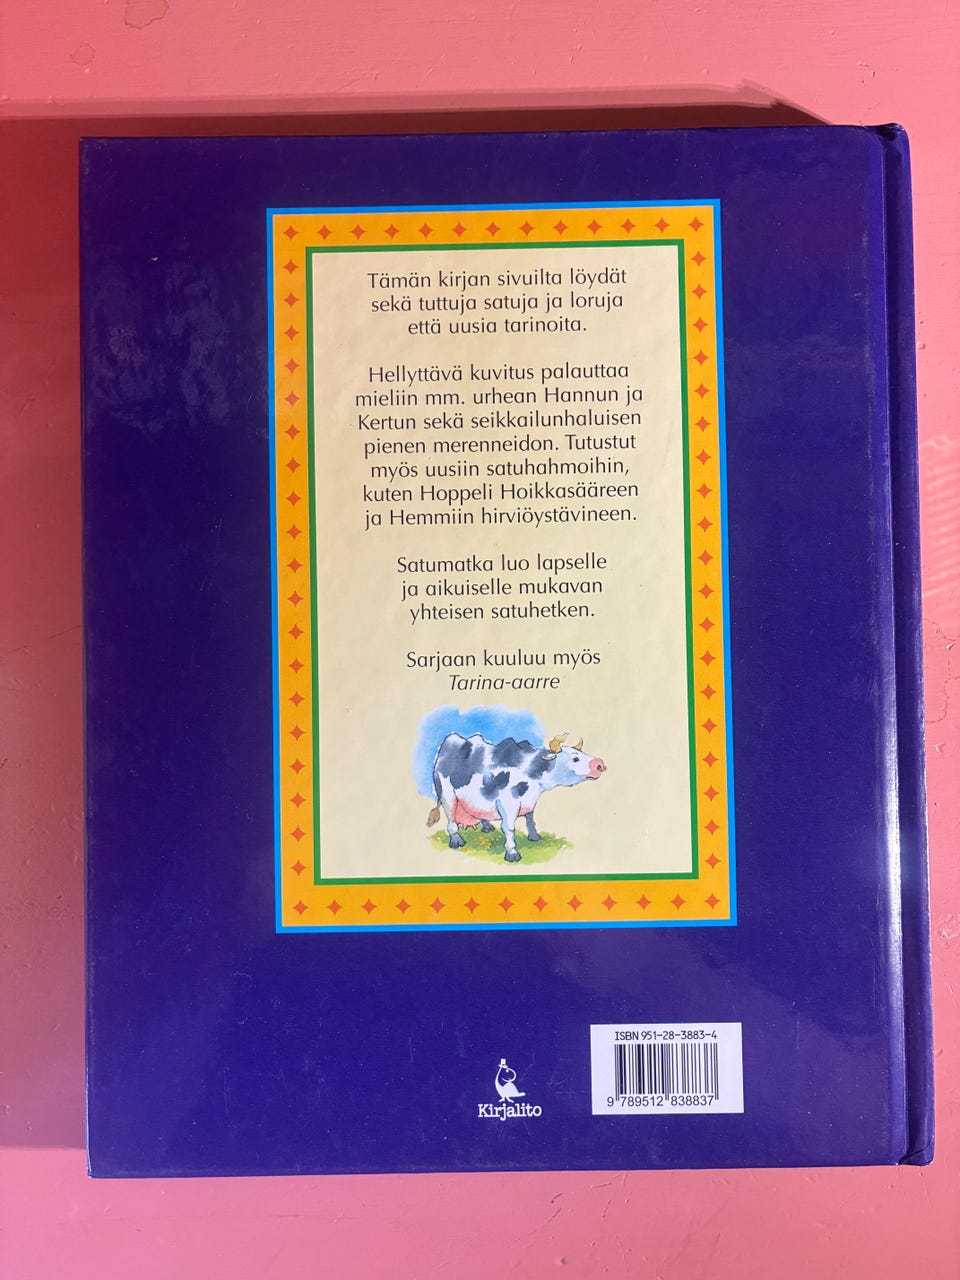 Tämän kirjan sivuilta löydät
sekä tuttuja satuja ja loruja
että uusia tarinoita.
Hellyttävä kuvitus palauttaa
mieliin mm. urhean Hannun ja
Kertun sekä seikkailunhaluisen
pienen merenneidon. Tutustut
myös uusiin satuhahmoihin,
kuten Hoppeli Hoikkasääreen
ja Hemmiin hirviöystävineen.
Satumatka luo lapselle
ja aikuiselle mukavan
yhteisen satuhetken.
Sarjaan kuuluu myös
Tarina-aarre
ISBN 951-28-3883-4
9 789512 838837
Kirjalito